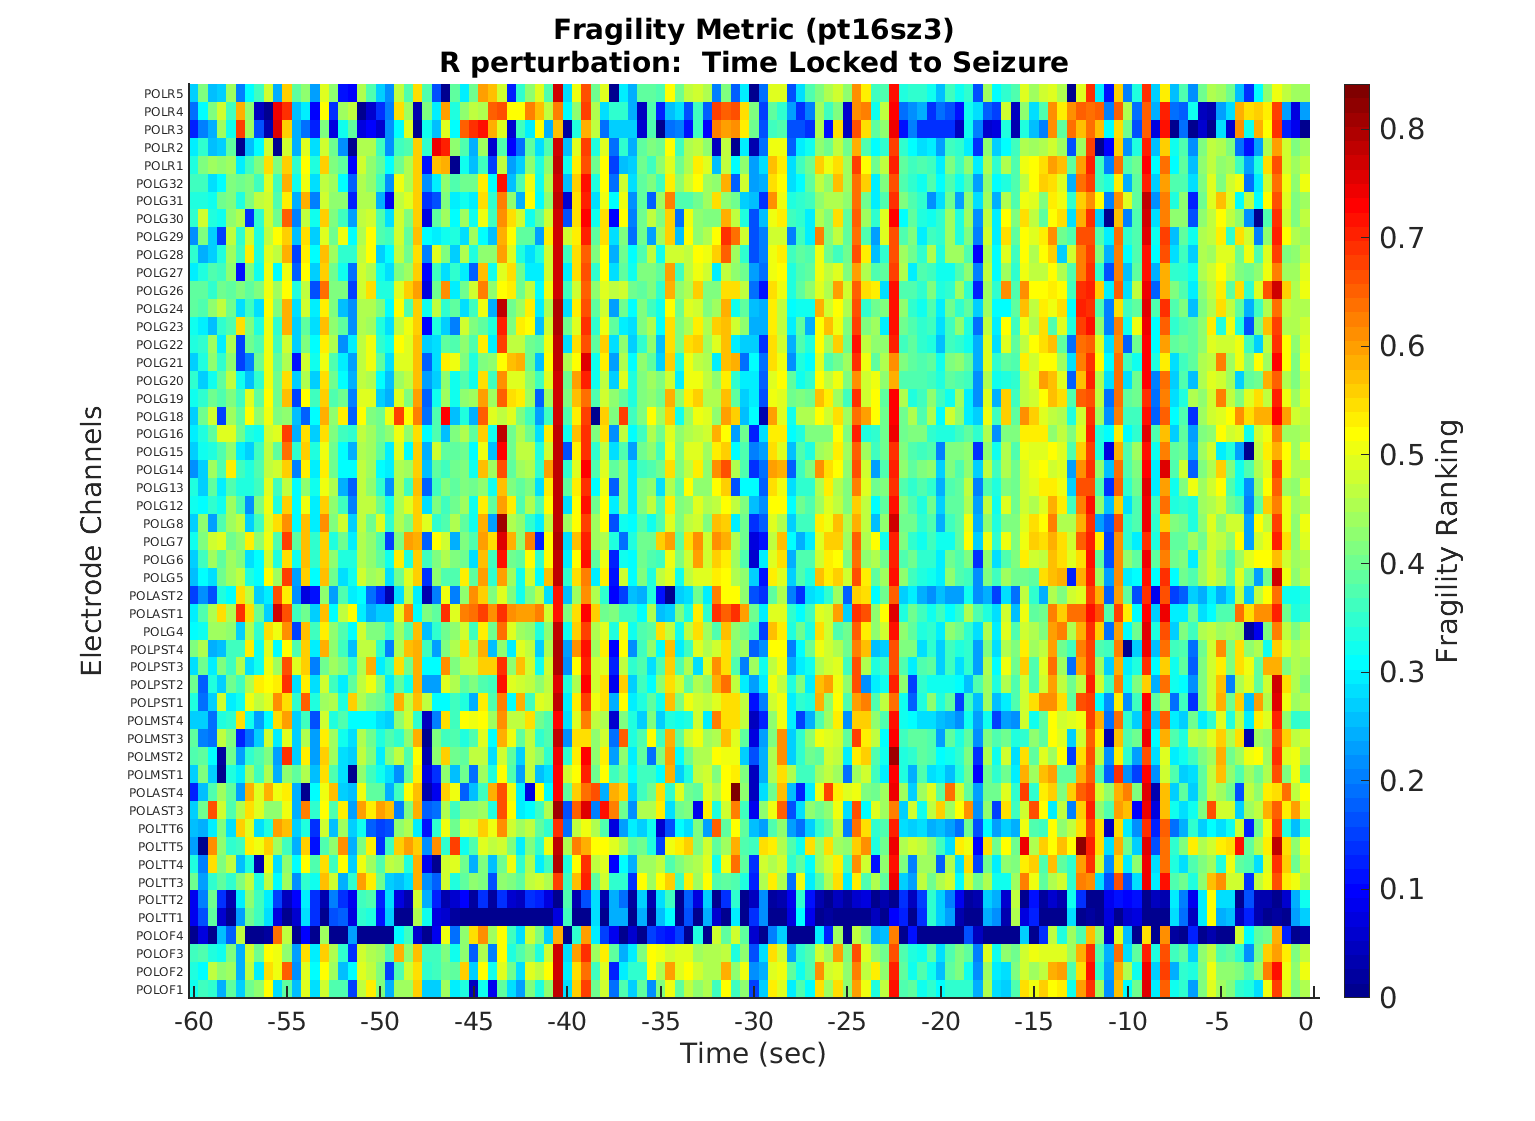 Fragility Metric (pt16sz3)
R perturbation:  Time Locked to Seizure
Electrode Channels
POLR5
POLR4
POLR3
POLR2
POLR1
POLG32
POLG31
POLG30
POLG29
POLG28
POLG27
POLG26
POLG24
POLG23
POLG22
POLG21
POLG20
POLG19
POLG18
POLG16
POLG15
POLG14
POLG13
POLG12
POLG8
POLG7
POLG6
POLG5
POLAST2
POLAST1
POLG4
POLPST4
POLPST3
POLPST2
POLPST1
POLMST4
POLMST3
POLMST2
POLMST1
POLAST4
POLAST3
POLTT6
POLTT5
POLTT4
POLTT3
POLTT2
POLTT1
POLOF4
POLOF3
POLOF2
POLOF1
-60 -55 -50 -45 -40 -35 -30 -25 -20 -15 -10 -5 0
Time (sec)
0.8
0.7
0.6
0.5
0.4
0.3
0.2
0.1
0
Fragility Ranking